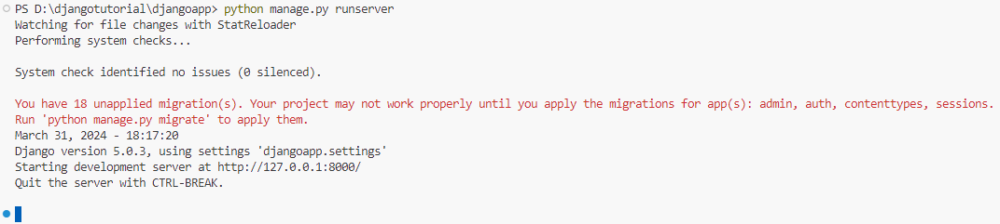 PS D:\djangotutorial\djangoapp> python manage.py runserver
Watching for file changes with StatReloader
Performing system checks...
System check identified no issues (0 silenced).
You have 18 unapplied migration(s). Your project may not work properly until you apply the migrations for app(s): admin, auth, contenttypes, sessions.
Run 'python manage.py migrate' to apply them.
March 31, 2024 - 18:17:20
Django version 5.0.3, using settings 'djangoapp.settings'
Starting development server at http://127.0.0.1:8000/
Quit the server with CTRL-BREAK.